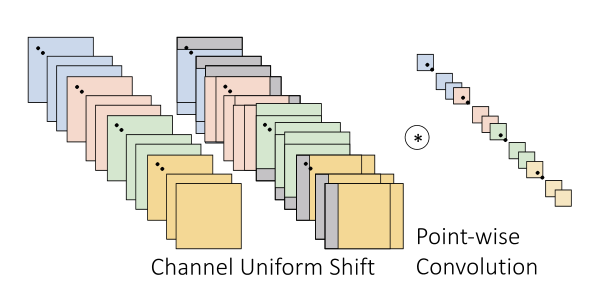 Channel Uniform Shift
Point-wise
Convolution